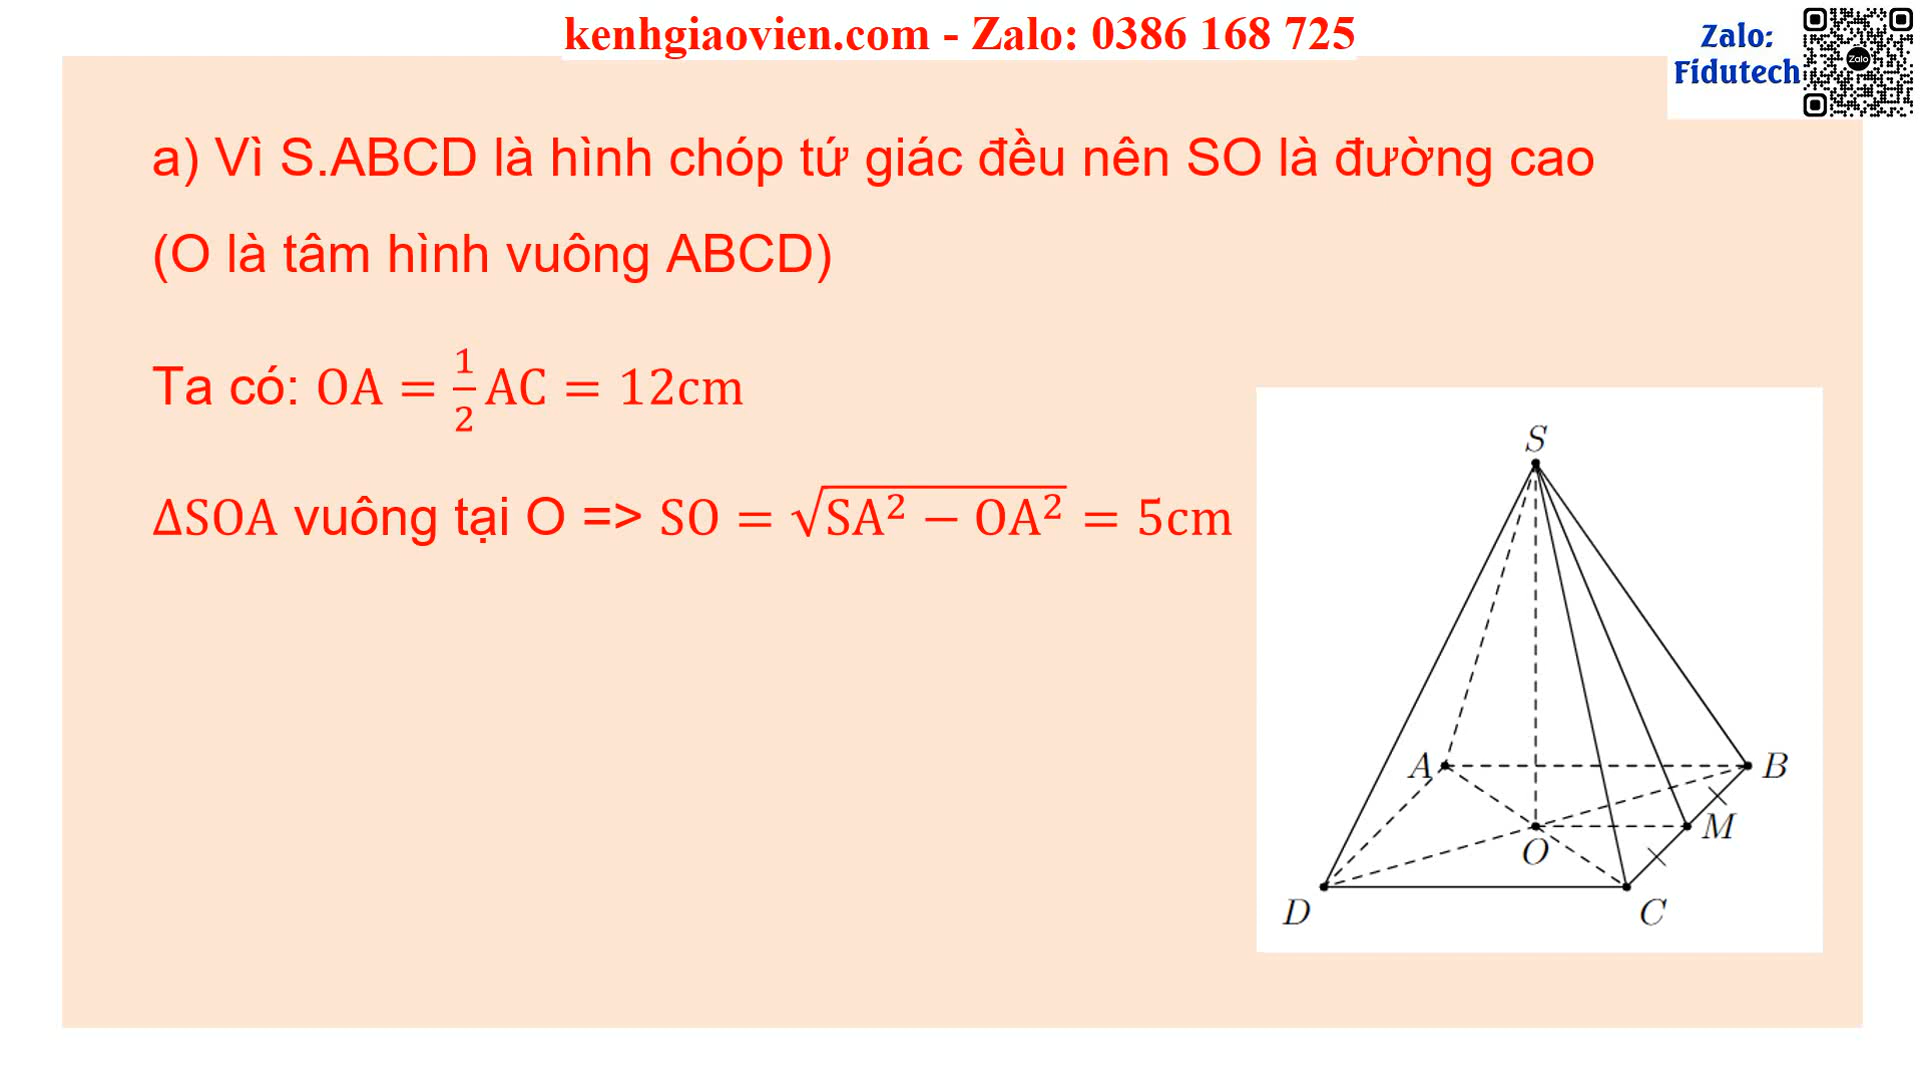 kenhgiaovien.com - Zalo: 0386 168 725
Zalo:
Fidutech
Zalo
a) Vì S.ABCD là hình chóp tứ giác đều nên SO là đường cao
(O là tâm hình vuông ABCD)
Ta có: OA = 1/2 AC = 12cm
ΔSOA vuông tại O => SO = √(SA² − OA²) = 5cm
S
A
B
M
O
D
C